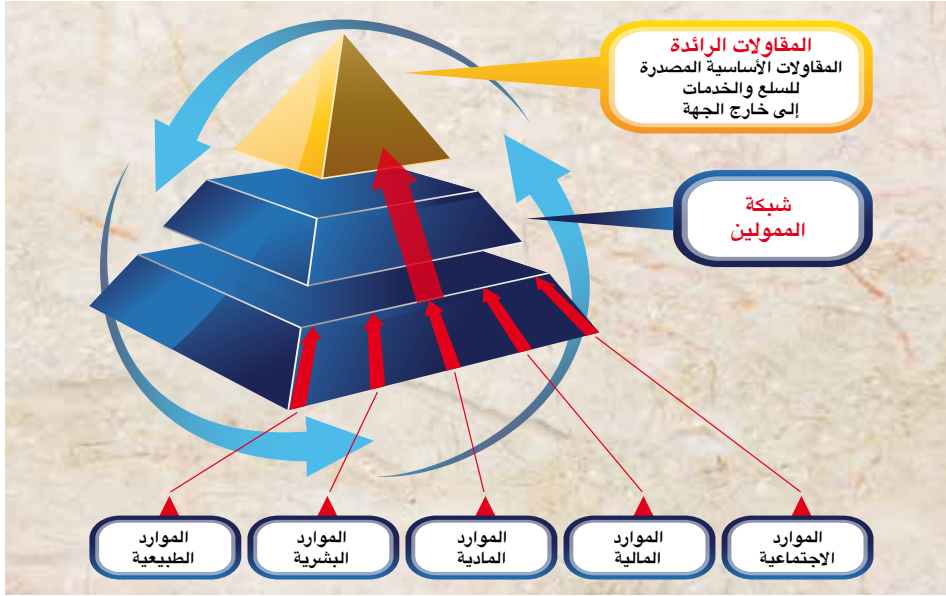 المقاولات الرائدة
المقاولات الأساسية المصدرة
للسلع والخدمات
إلى خارج الجهة
شبكة
الممولين
الموارد
الاجتماعية
الموارد
المالية
الموارد
المادية
الموارد
البشرية
الموارد
الطبيعية